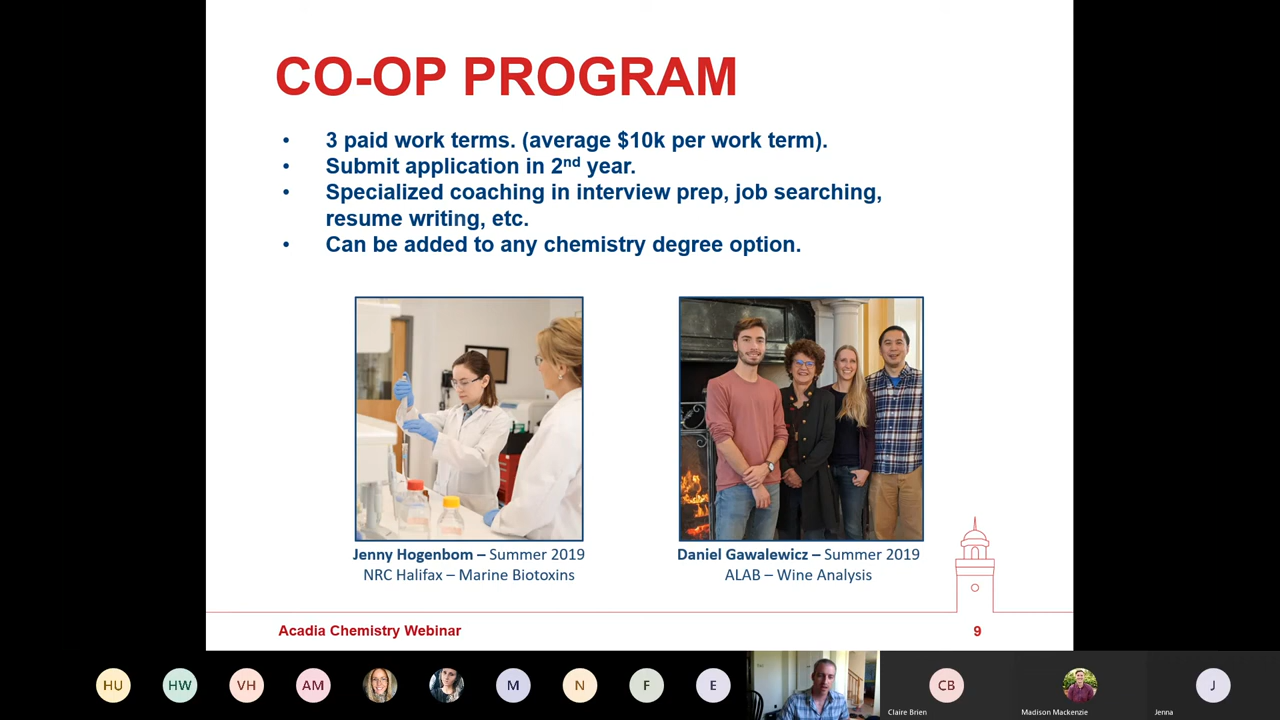 CO-OP PROGRAM
• 3 paid work terms. (average $10k per work term).
• Submit application in 2nd year.
• Specialized coaching in interview prep, job searching,
resume writing, etc.
• Can be added to any chemistry degree option.
Jenny Hogenbom – Summer 2019
NRC Halifax – Marine Biotoxins
Daniel Gawalewicz – Summer 2019
ALAB – Wine Analysis
Acadia Chemistry Webinar
9
HU
HW
VH
AM
M
N
F
E
CB
J
Claire Brien
Madison Mackenzie
Jenna